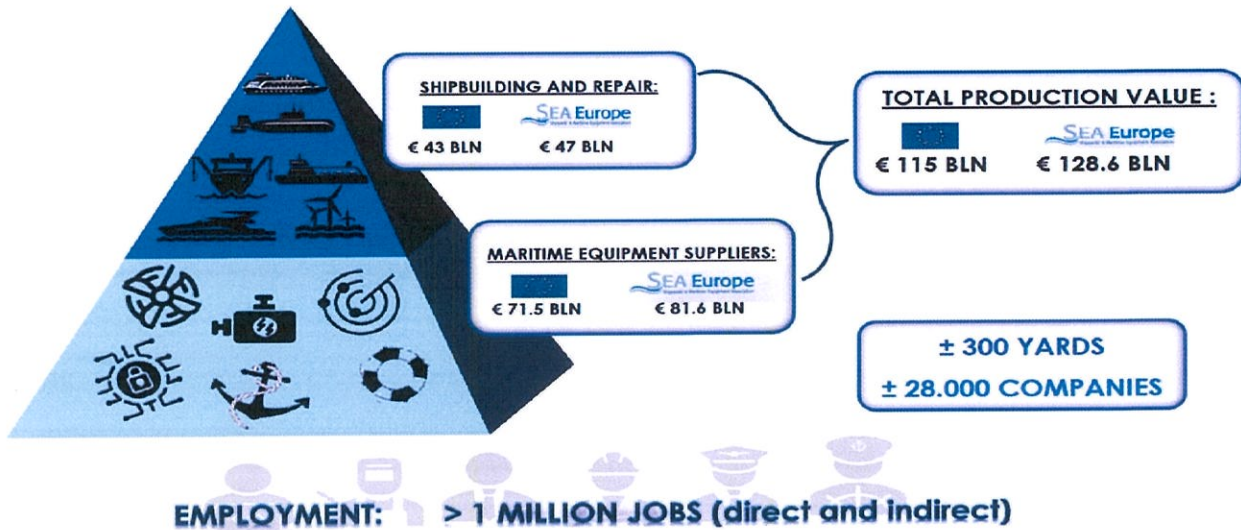 SHIPBUILDING AND REPAIR:
SEA Europe
€ 43 BLN € 47 BLN
TOTAL PRODUCTION VALUE :
SEA Europe
€ 115 BLN € 128.6 BLN
MARITIME EQUIPMENT SUPPLIERS:
SEA Europe
€ 71.5 BLN € 81.6 BLN
± 300 YARDS
± 28.000 COMPANIES
EMPLOYMENT: > 1 MILLION JOBS (direct and indirect)